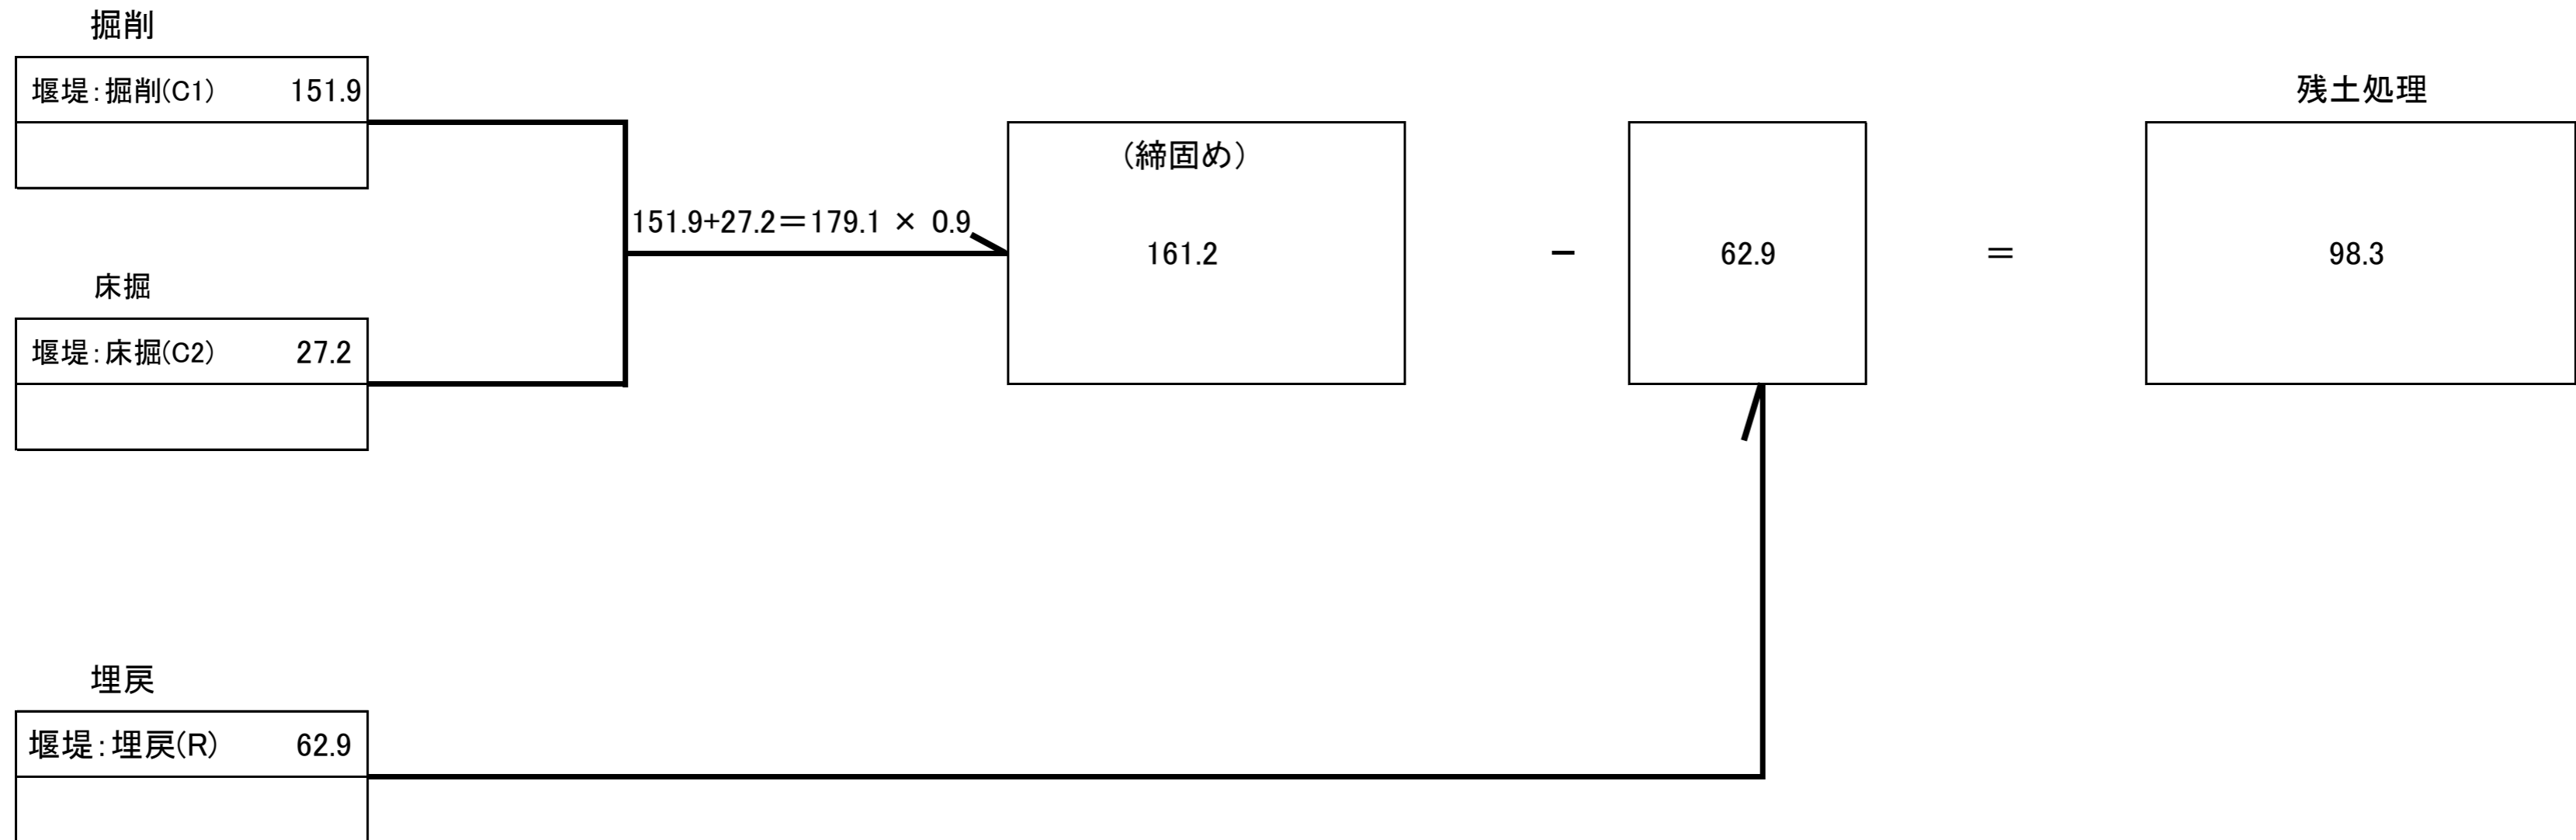 掘削
堰堤:掘削(C1) 151.9
残土処理
(締固め)
151.9+27.2=179.1 × 0.9
161.2
-
62.9
=
98.3
床掘
堰堤:床掘(C2) 27.2
埋戻
堰堤:埋戻(R) 62.9